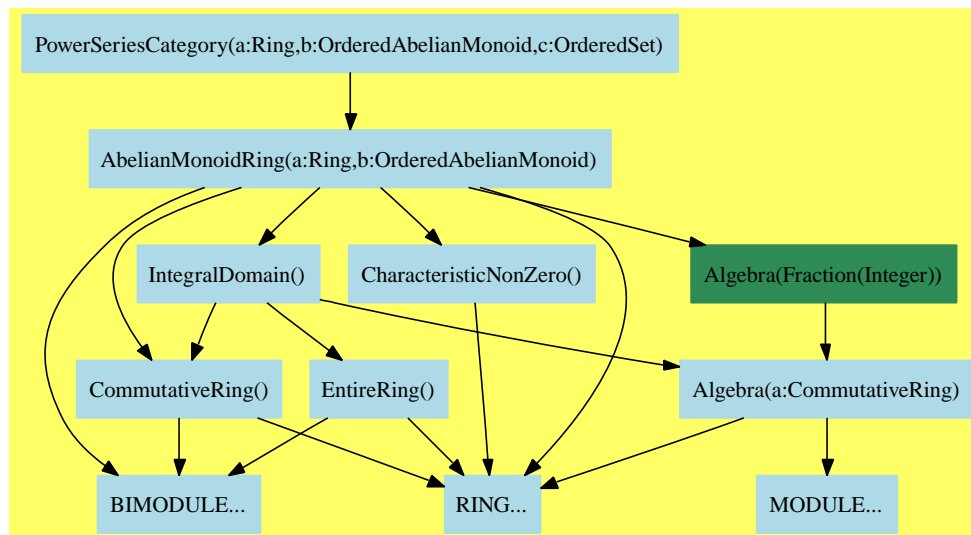 PowerSeriesCategory(a:Ring,b:OrderedAbelianMonoid,c:OrderedSet)
AbelianMonoidRing(a:Ring,b:OrderedAbelianMonoid)
IntegralDomain()
CharacteristicNonZero()
Algebra(Fraction(Integer))
CommutativeRing()
EntireRing()
Algebra(a:CommutativeRing)
BIMODULE...
RING...
MODULE...